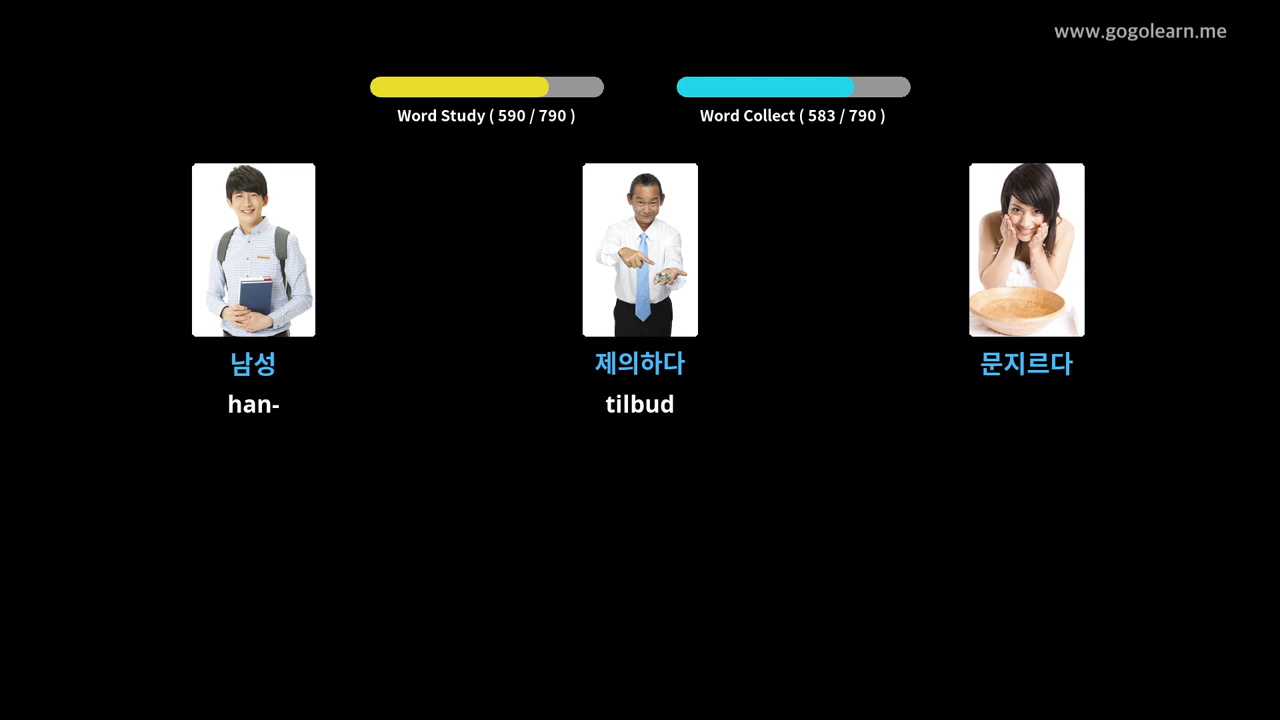 www.gogolearn.me
Word Study ( 590 / 790 )
Word Collect ( 583 / 790 )
남성
제의하다
문지르다
han-
tilbud